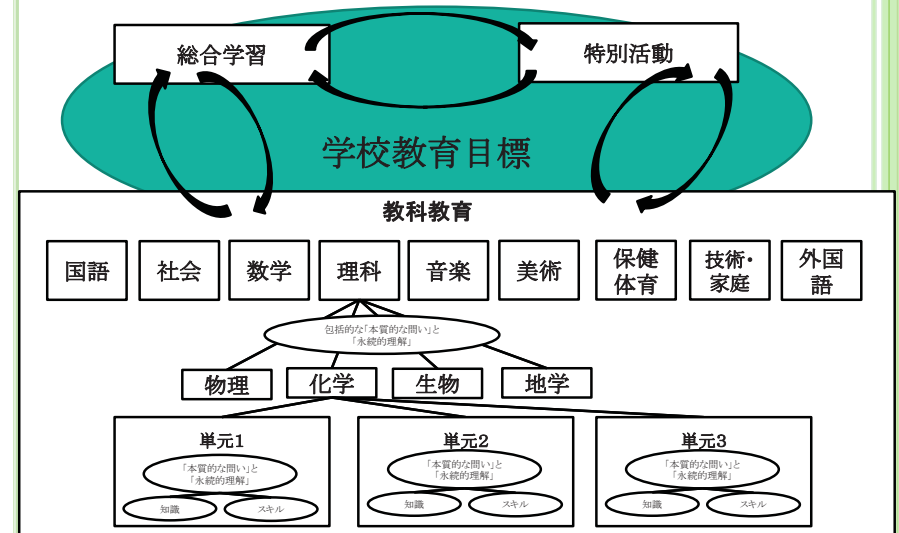 総合学習
特別活動
学校教育目標
教科教育
国語
社会
数学
理科
音楽
美術
保健
体育
技術・
家庭
外国
語
包括的な「本質的な問い」と
「永続的理解」
物理
化学
生物
地学
単元1
「本質的な問い」と
「永続的理解」
知識
スキル
単元2
「本質的な問い」と
「永続的理解」
知識
スキル
単元3
「本質的な問い」と
「永続的理解」
知識
スキル